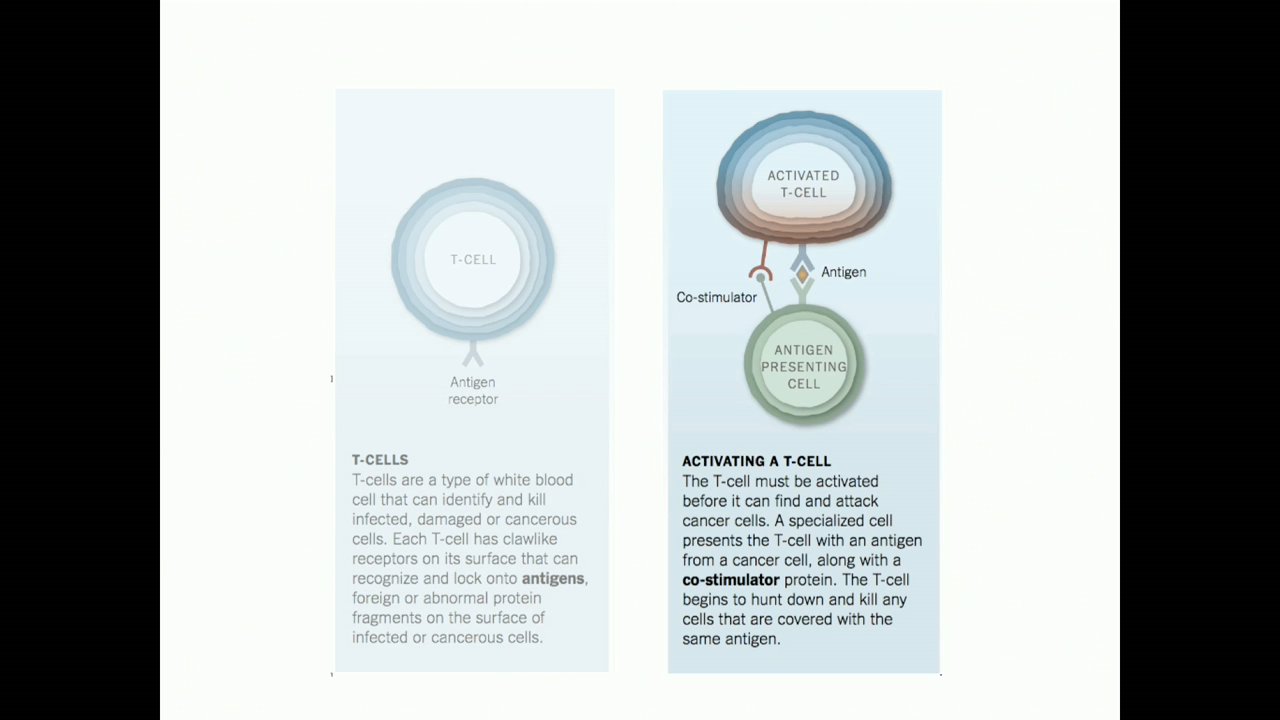 T-CELL
Antigen
receptor
T-CELLS
T-cells are a type of white blood
cell that can identify and kill
infected, damaged or cancerous
cells. Each T-cell has clawlike
receptors on its surface that can
recognize and lock onto antigens,
foreign or abnormal protein
fragments on the surface of
infected or cancerous cells.
ACTIVATED
T-CELL
Antigen
Co-stimulator
ANTIGEN
PRESENTING
CELL
ACTIVATING A T-CELL
The T-cell must be activated
before it can find and attack
cancer cells. A specialized cell
presents the T-cell with an antigen
from a cancer cell, along with a
co-stimulator protein. The T-cell
begins to hunt down and kill any
cells that are covered with the
same antigen.